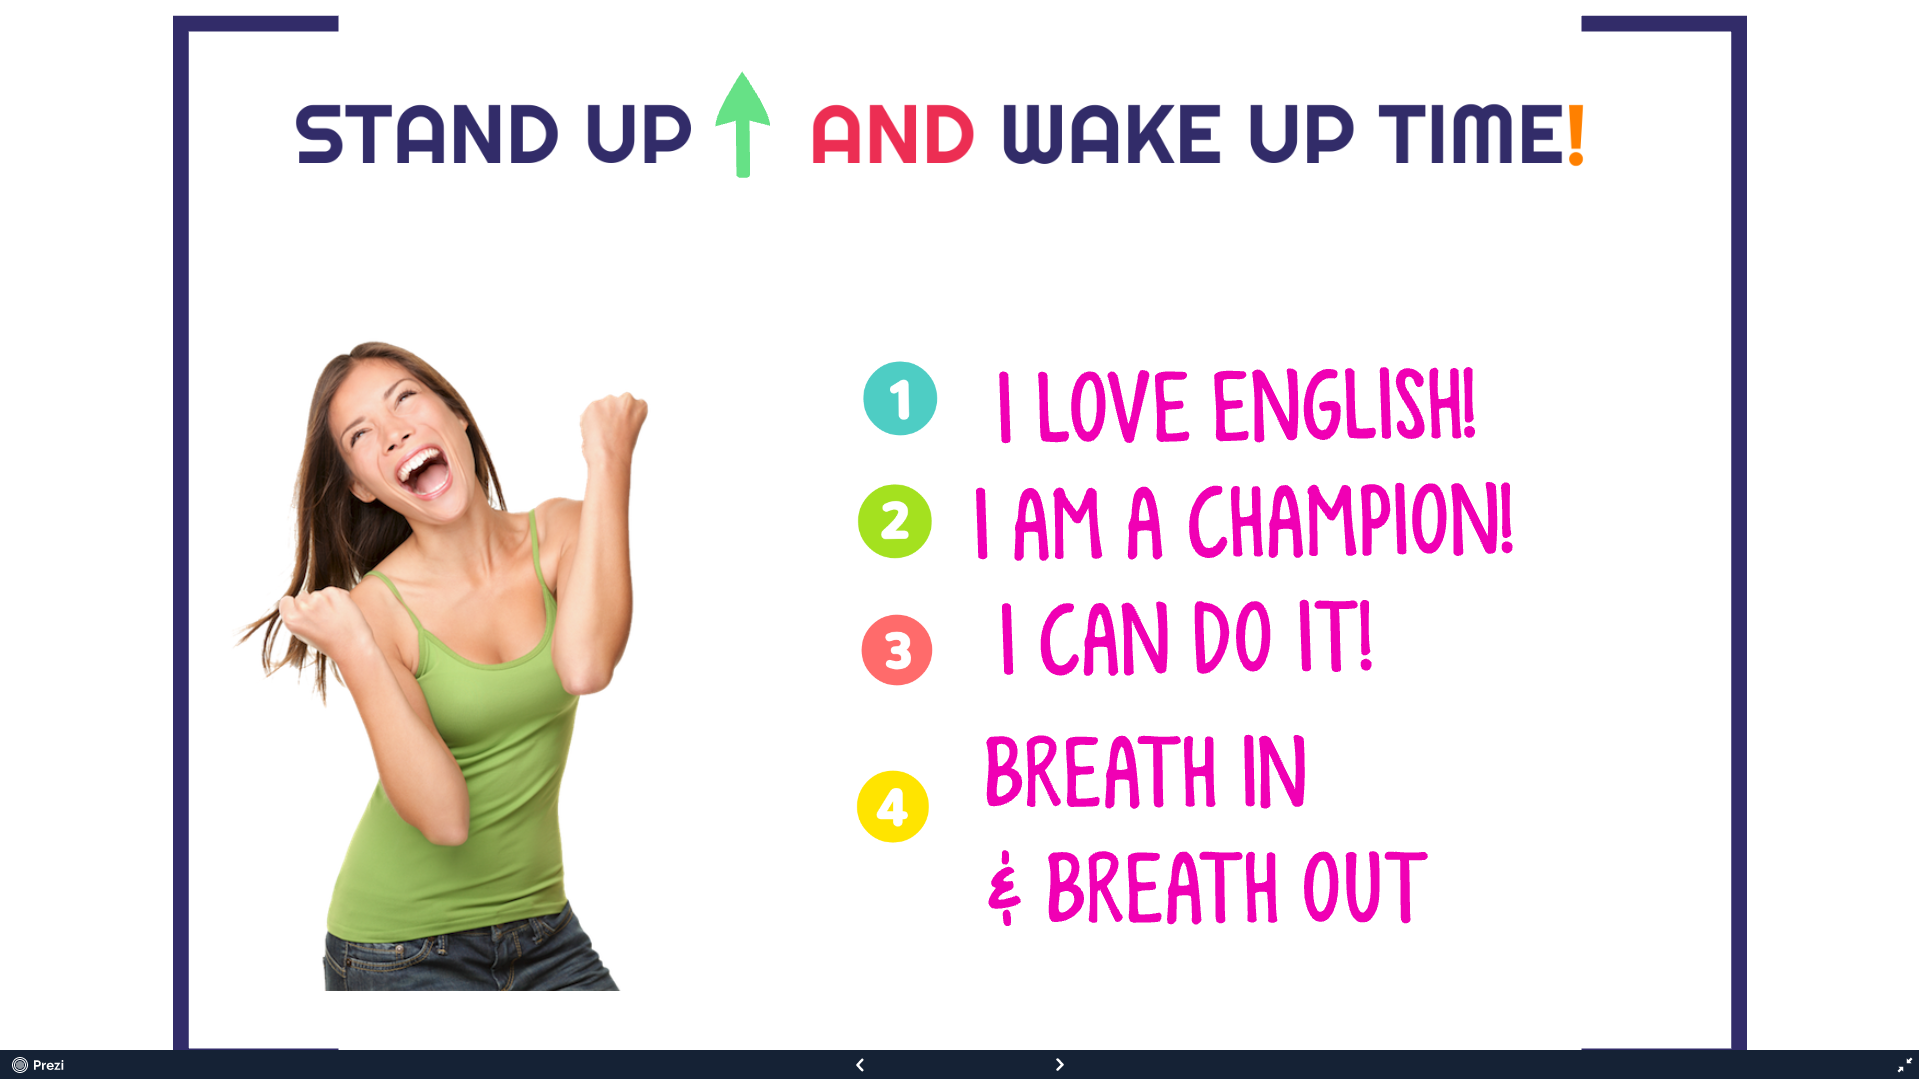 STAND UP AND WAKE UP TIME!
1 I LOVE ENGLISH!
2 I AM A CHAMPION!
3 I CAN DO IT!
4 BREATH IN
& BREATH OUT
Prezi